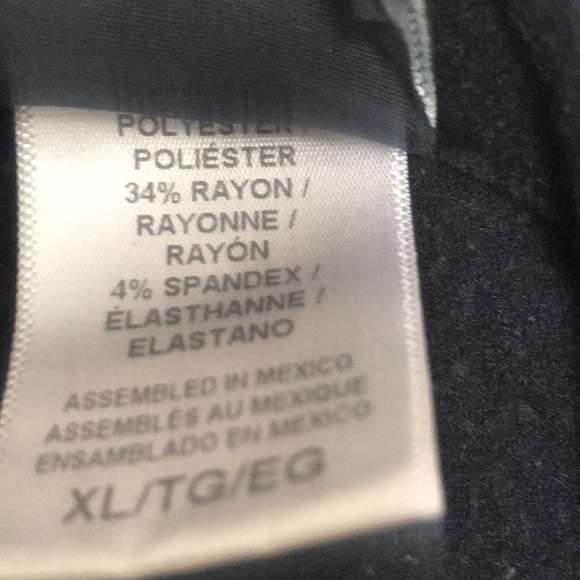 POLYESTER /
POLIÉSTER
34% RAYON /
RAYONNE /
RAYÓN
4% SPANDEX /
ÉLASTHANNE /
ELASTANO
ASSEMBLED IN MEXICO
ASSEMBLÉS AU MEXIQUE
ENSAMBLADO EN MEXICO
XL/TG/EG